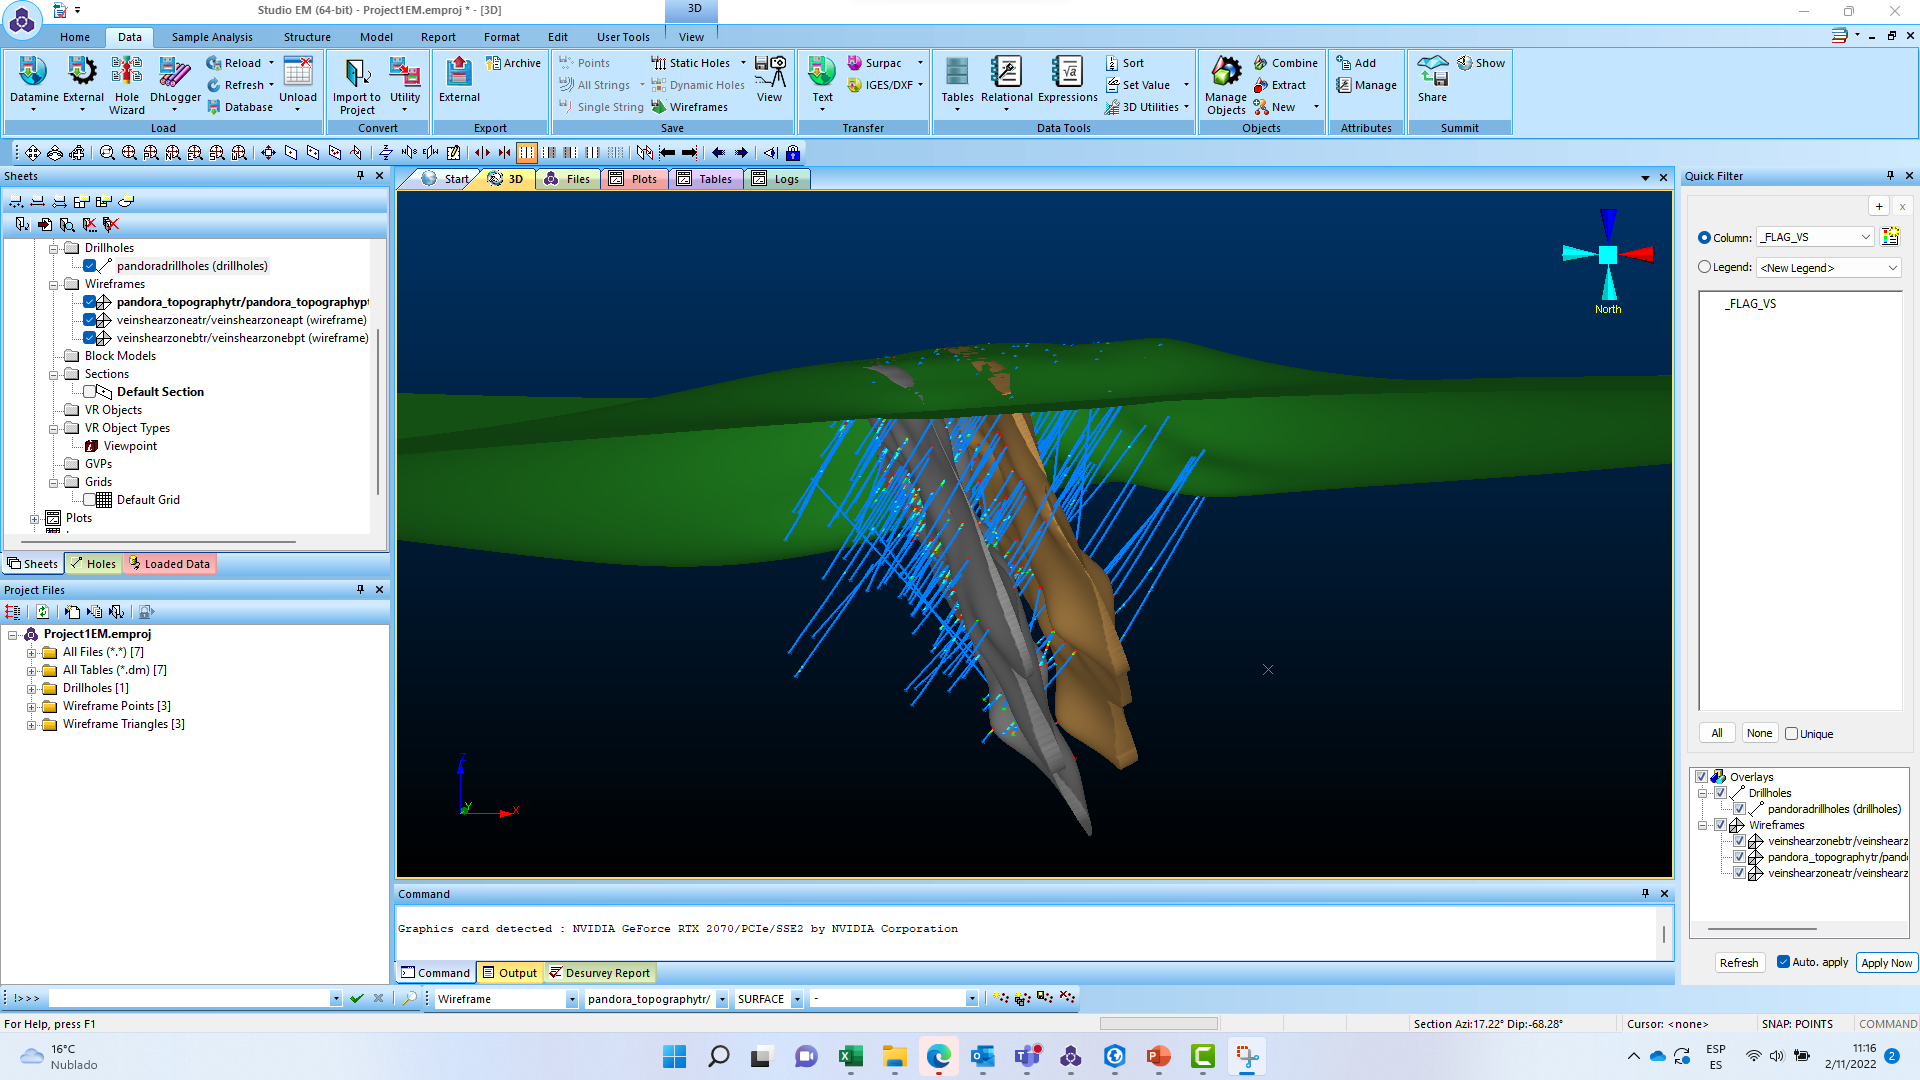 Studio EM (64-bit) - Project1EM.emproj * - [3D]
3D
Home Data Sample Analysis Structure Model Report Format Edit User Tools View
Datamine External Hole Wizard DhLogger Reload Refresh Database Unload
Load
Import to Project Utility
Convert
External Archive
Export
Points All Strings Single String Static Holes Dynamic Holes Wireframes View
Save
Text Surpac IGES/DXF
Transfer
Tables Relational Expressions Sort Set Value 3D Utilities
Data Tools
Manage Objects Combine Extract New
Objects
Add Manage
Attributes
Share Show
Summit
Sheets
Drillholes
pandoradrillholes (drillholes)
Wireframes
pandora_topographytr/pandora_topographypt
veinshearzoneatr/veinshearzoneapt (wireframe)
veinshearzonebtr/veinshearzonebpt (wireframe)
Block Models
Sections
Default Section
VR Objects
VR Object Types
Viewpoint
GVPs
Grids
Default Grid
Plots
Sheets Holes Loaded Data
Project Files
Project1EM.emproj
All Files (*.*) [7]
All Tables (*.dm) [7]
Drillholes [1]
Wireframe Points [3]
Wireframe Triangles [3]
Start 3D Files Plots Tables Logs
North
Z
Y
X
Command
Graphics card detected : NVIDIA GeForce RTX 2070/PCIe/SSE2 by NVIDIA Corporation
Command Output Desurvey Report
Quick Filter
+ x
Column: _FLAG_VS
Legend: <New Legend>
_FLAG_VS
All None Unique
Overlays
Drillholes
pandoradrillholes (drillholes)
Wireframes
veinshearzonebtr/veinshearz
pandora_topographytr/pand
veinshearzoneatr/veinshearz
Refresh Auto. apply Apply Now
!>>> Wireframe pandora_topographytr/ SURFACE -
For Help, press F1
Section Azi:17.22° Dip:-68.28° Cursor: <none> SNAP: POINTS COMMAND
16°C
Nublado
ESP
ES
11:16
2/11/2022
2